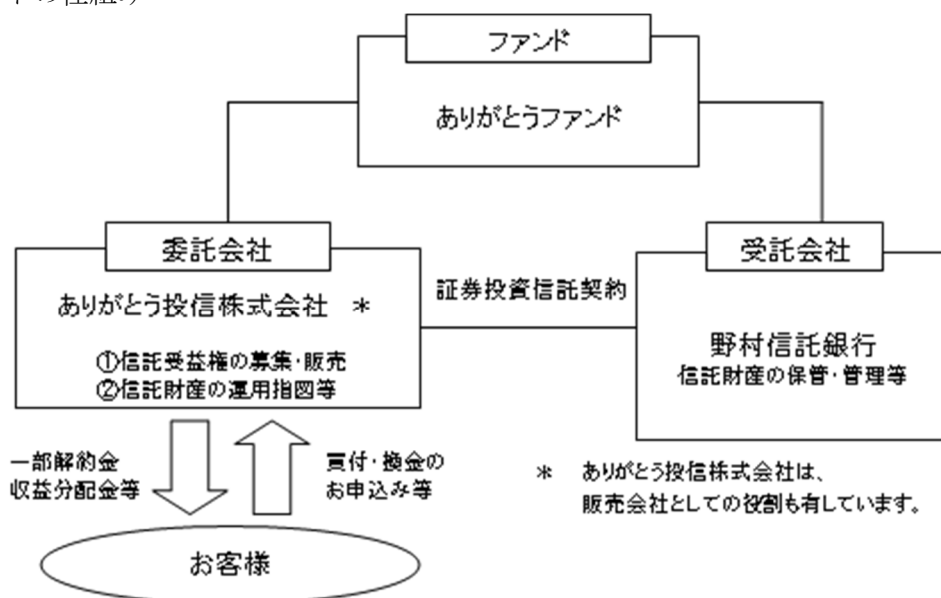 ファンド
ありがとうファンド
委託会社
受託会社
ありがとう投信株式会社 *
証券投資信託契約
①信託受益権の募集・販売
②信託財産の運用指図等
野村信託銀行
信託財産の保管・管理等
一部解約金
収益分配金等
買付・換金の
お申込み等
* ありがとう投信株式会社は、
販売会社としての役割も有しています。
お客様